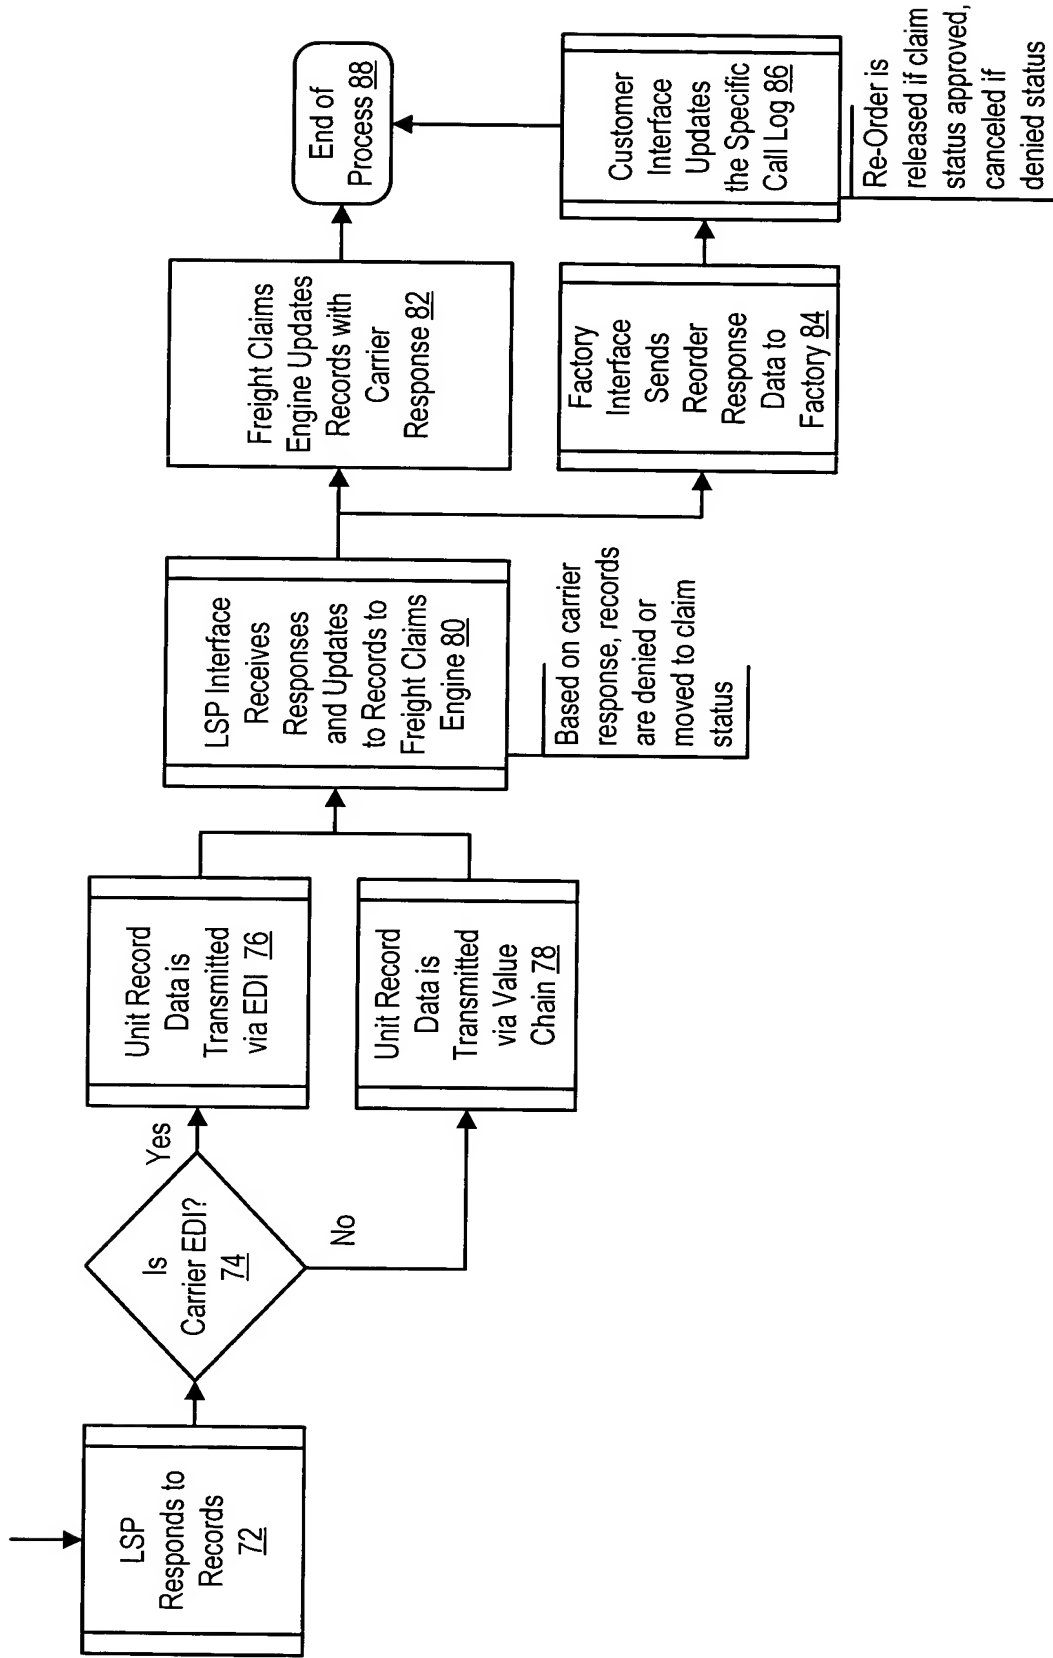 LSP
Responds to
Records
72
Is
Carrier EDI?
74
Yes
No
Unit Record
Data is
Transmitted
via EDI 76
Unit Record
Data is
Transmitted
via Value
Chain 78
LSP Interface
Receives
Responses
and Updates
to Records to
Freight Claims
Engine 80
Based on carrier
response, records
are denied or
moved to claim
status
Freight Claims
Engine Updates
Records with
Carrier
Response 82
Factory
Interface
Sends
Reorder
Response
Data to
Factory 84
End of
Process 88
Customer
Interface
Updates
the Specific
Call Log 86
Re-Order is
released if claim
status approved,
canceled if
denied status